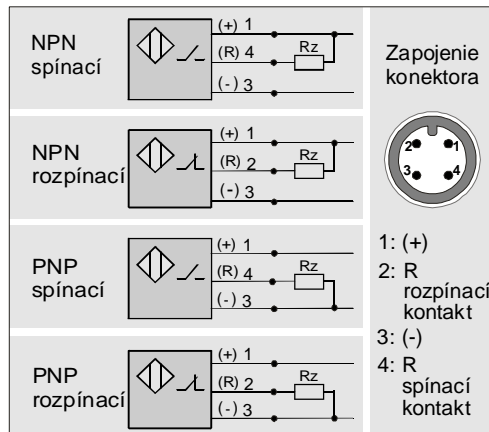 NPN
spínací
(+) 1
(R) 4
Rz
(-) 3
NPN
rozpínací
(+) 1
(R) 2
Rz
(-) 3
PNP
spínací
(+) 1
(R) 4
Rz
(-) 3
PNP
rozpínací
(+) 1
(R) 2
Rz
(-) 3
Zapojenie
konektora
2 1
3 4
1: (+)
2: R
rozpínací
kontakt
3: (-)
4: R
spínací
kontakt